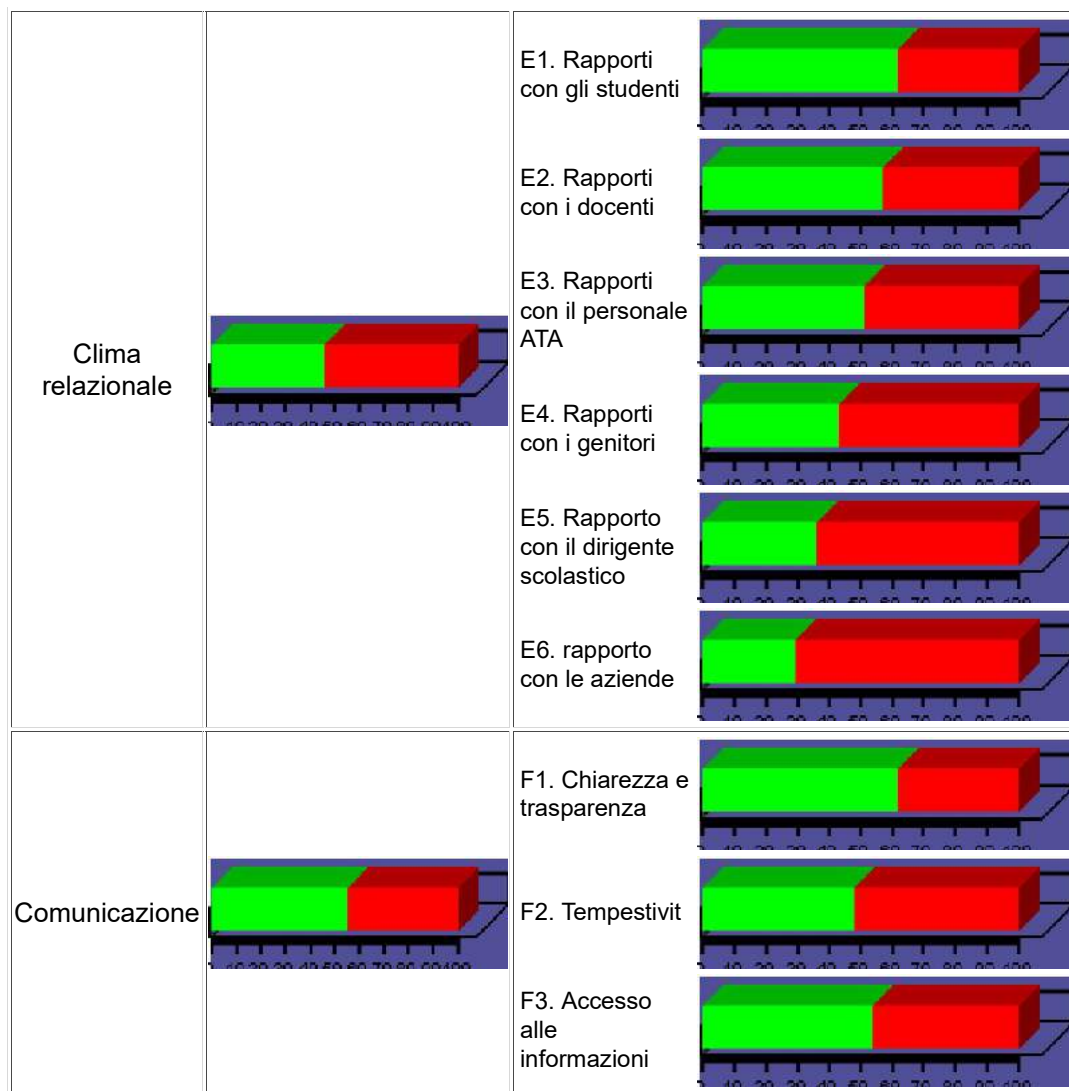 Clima
relazionale
E1. Rapporti
con gli studenti
E2. Rapporti
con i docenti
E3. Rapporti
con il personale
ATA
E4. Rapporti
con i genitori
E5. Rapporto
con il dirigente
scolastico
E6. rapporto
con le aziende
Comunicazione
F1. Chiarezza e
trasparenza
F2. Tempestivit
F3. Accesso
alle
informazioni